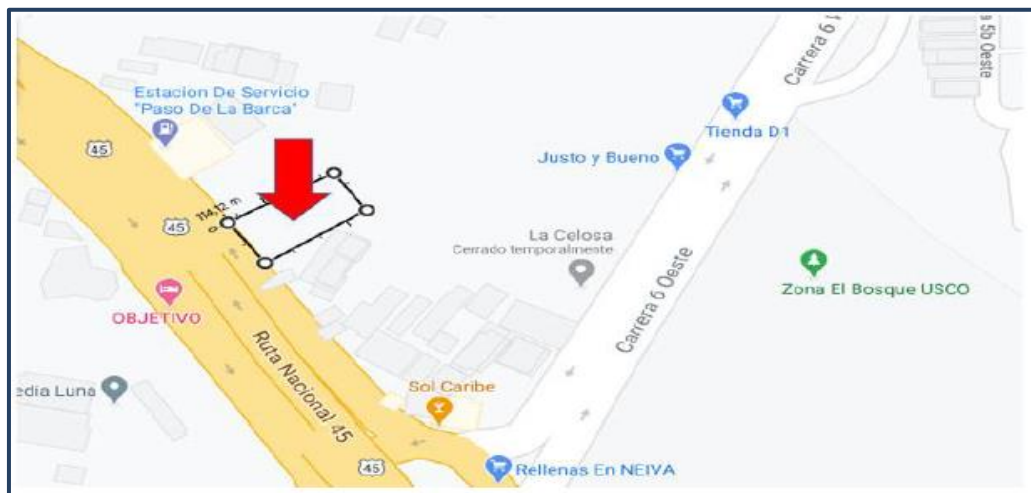 Estacion De Servicio
"Paso De La Barca"
45
114,12 m
45
OBJETIVO
edia Luna
Ruta Nacional 45
45
Sol Caribe
Rellenas En NEIVA
La Celosa
Cerrado temporalmente
Justo y Bueno
Tienda D1
Carrera 6 Oeste
Carrera 6
Zona El Bosque USCO
a 5b Oeste